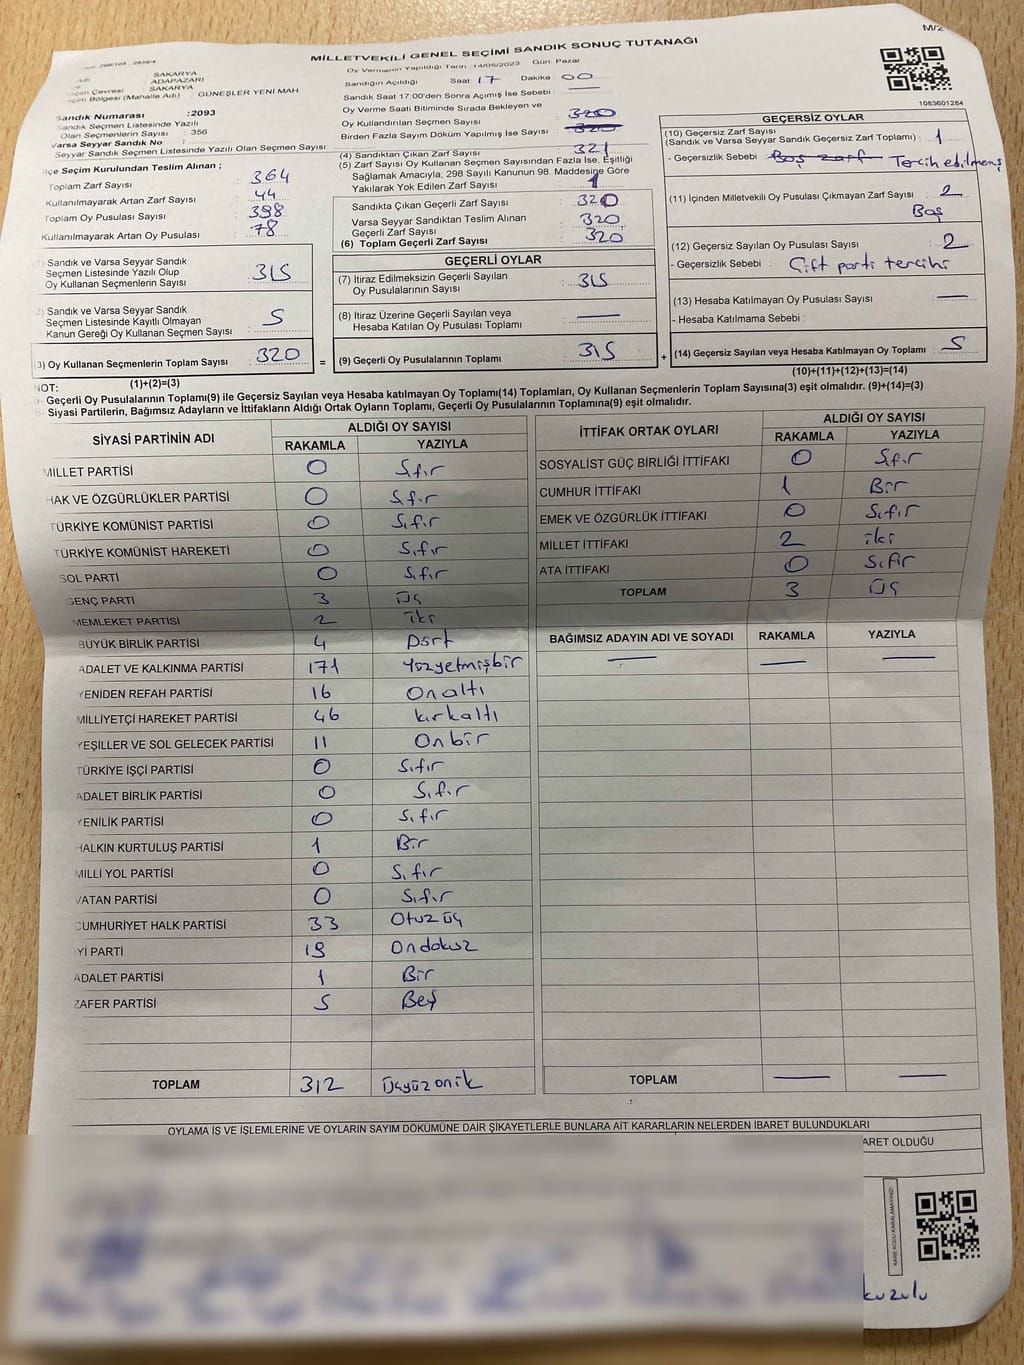 M/2
MİLLETVEKİLİ GENEL SEÇİMİ SANDIK SONUÇ TUTANAĞI
SAKARYA
ADAPAZARI
SAKARYA
Seçim Bölgesi (Mahalle Adı) : GÜNEŞLER YENİ MAH
Sandık Numarası : 2093
Sandık Seçmen Listesinde Yazılı
Olan Seçmenlerin Sayısı : 356
Varsa Seyyar Sandık No :
Seyyar Sandık Seçmen Listesinde Yazılı Olan Seçmen Sayısı:
Oy Vermenin Yapıldığı Tarih : 14/05/2023 Gün: Pazar
Sandığın Açıldığı Saat: 17 Dakika : 00
Sandık Saat 17:00'den Sonra Açılmış İse Sebebi : —
Oy Verme Saati Bitiminde Sırada Bekleyen ve
Oy Kullandırılan Seçmen Sayısı : 320
Birden Fazla Sayım Döküm Yapılmış İse Sayısı : 320
(4) Sandıktan Çıkan Zarf Sayısı : 321
(5) Zarf Sayısı Oy Kullanan Seçmen Sayısından Fazla İse, Eşitliği
Sağlamak Amacıyla, 298 Sayılı Kanunun 98. Maddesine Göre
Yakılarak Yok Edilen Zarf Sayısı : 1
Sandıkta Çıkan Geçerli Zarf Sayısı : 320
Varsa Seyyar Sandıktan Teslim Alınan
Geçerli Zarf Sayısı : 320
(6) Toplam Geçerli Zarf Sayısı : 320
İlçe Seçim Kurulundan Teslim Alınan ;
Toplam Zarf Sayısı : 364
Kullanılmayarak Artan Zarf Sayısı : 44
Toplam Oy Pusulası Sayısı : 398
Kullanılmayarak Artan Oy Pusulası : 78
Sandık ve Varsa Seyyar Sandık
Seçmen Listesinde Yazılı Olup
Oy Kullanan Seçmenlerin Sayısı : 315
Sandık ve Varsa Seyyar Sandık
Seçmen Listesinde Kayıtlı Olmayan
Kanun Gereği Oy Kullanan Seçmen Sayısı : 5
(3) Oy Kullanan Seçmenlerin Toplam Sayısı : 320 =
(1)+(2)=(3)
GEÇERLİ OYLAR
(7) İtiraz Edilmeksizin Geçerli Sayılan
Oy Pusulalarının Sayısı : 315
(8) İtiraz Üzerine Geçerli Sayılan veya
Hesaba Katılan Oy Pusulası Toplamı : —
(9) Geçerli Oy Pusulalarının Toplamı : 315 +
1083601284
GEÇERSİZ OYLAR
(10) Geçersiz Zarf Sayısı
(Sandık ve Varsa Seyyar Sandık Geçersiz Zarf Toplamı) : 1
- Geçersizlik Sebebi : Boş zarf Tercih edilmemiş
(11) İçinden Milletvekili Oy Pusulası Çıkmayan Zarf Sayısı : 2
Boş
(12) Geçersiz Sayılan Oy Pusulası Sayısı : 2
- Geçersizlik Sebebi : Çift parti tercihi
(13) Hesaba Katılmayan Oy Pusulası Sayısı : —
- Hesaba Katılmama Sebebi :
(14) Geçersiz Sayılan veya Hesaba Katılmayan Oy Toplamı : 5
(10)+(11)+(12)+(13)=(14)
NOT:
- Geçerli Oy Pusulalarının Toplamı(9) ile Geçersiz Sayılan veya Hesaba katılmayan Oy Toplamı(14) Toplamları, Oy Kullanan Seçmenlerin Toplam Sayısına(3) eşit olmalıdır. (9)+(14)=(3)
Siyasi Partilerin, Bağımsız Adayların ve İttifakların Aldığı Ortak Oyların Toplamı, Geçerli Oy Pusulalarının Toplamına(9) eşit olmalıdır.
SİYASİ PARTİNİN ADI ALDIĞI OY SAYISI
RAKAMLA YAZIYLA
MİLLET PARTİSİ 0 Sıfır
HAK VE ÖZGÜRLÜKLER PARTİSİ 0 Sıfır
TÜRKİYE KOMÜNİST PARTİSİ 0 Sıfır
TÜRKİYE KOMÜNİST HAREKETİ 0 Sıfır
SOL PARTİ 0 Sıfır
GENÇ PARTİ 3 Üç
MEMLEKET PARTİSİ 2 iki
BÜYÜK BİRLİK PARTİSİ 4 Dört
ADALET VE KALKINMA PARTİSİ 171 Yüzyetmişbir
YENİDEN REFAH PARTİSİ 16 Onaltı
MİLLİYETÇİ HAREKET PARTİSİ 46 kırkaltı
YEŞİLLER VE SOL GELECEK PARTİSİ 11 Onbir
TÜRKİYE İŞÇİ PARTİSİ 0 Sıfır
ADALET BİRLİK PARTİSİ 0 Sıfır
YENİLİK PARTİSİ 0 Sıfır
HALKIN KURTULUŞ PARTİSİ 1 Bir
MİLLİ YOL PARTİSİ 0 Sıfır
VATAN PARTİSİ 0 Sıfır
CUMHURİYET HALK PARTİSİ 33 Otuz üç
İYİ PARTİ 19 Ondokuz
ADALET PARTİSİ 1 Bir
ZAFER PARTİSİ 5 Beş
TOPLAM 312 Üçyüzoniki
İTTİFAK ORTAK OYLARI ALDIĞI OY SAYISI
RAKAMLA YAZIYLA
SOSYALİST GÜÇ BİRLİĞİ İTTİFAKI 0 Sıfır
CUMHUR İTTİFAKI 1 Bir
EMEK VE ÖZGÜRLÜK İTTİFAKI 0 Sıfır
MİLLET İTTİFAKI 2 iki
ATA İTTİFAKI 0 Sıfır
TOPLAM 3 Üç
BAĞIMSIZ ADAYIN ADI VE SOYADI RAKAMLA YAZIYLA
— — —
TOPLAM — —
OYLAMA İŞ VE İŞLEMLERİNE VE OYLARIN SAYIM DÖKÜMÜNE DAİR ŞİKAYETLERLE BUNLARA AİT KARARLARIN NELERDEN İBARET BULUNDUKLARI
ARET OLDUĞU
KARE KODU KARALAMAYINIZ!
kuzulu